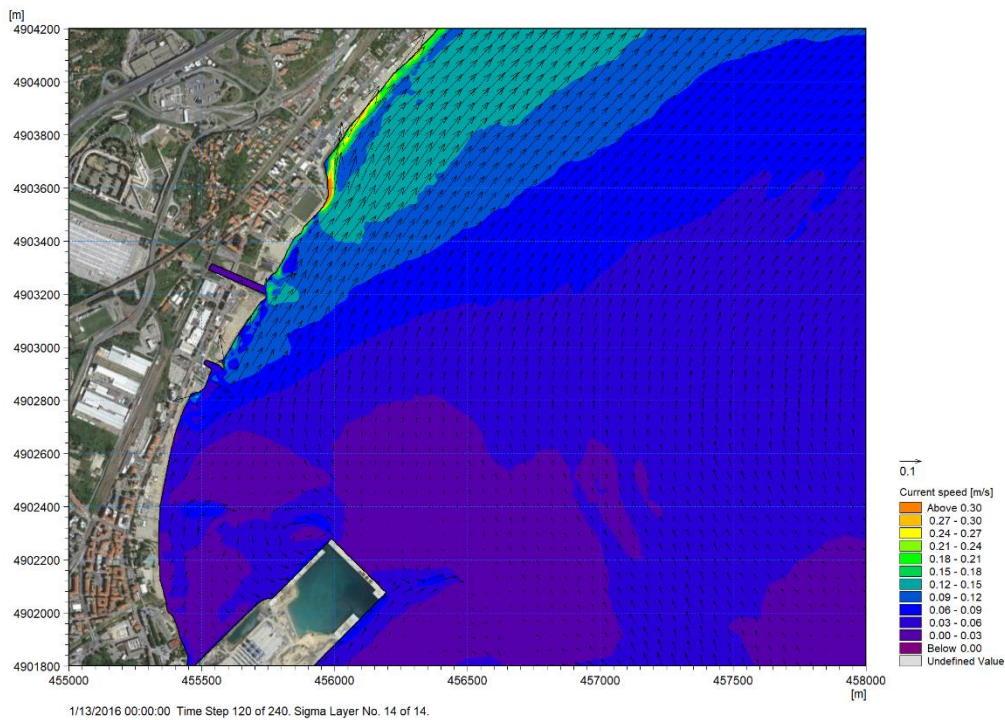 [m]
4904200
4904000
4903800
4903600
4903400
4903200
4903000
4902800
4902600
4902400
4902200
4902000
4901800
455000 455500 456000 456500 457000 457500 458000
[m]
0.1
Current speed [m/s]
Above 0.30
0.27 - 0.30
0.24 - 0.27
0.21 - 0.24
0.18 - 0.21
0.15 - 0.18
0.12 - 0.15
0.09 - 0.12
0.06 - 0.09
0.03 - 0.06
0.00 - 0.03
Below 0.00
Undefined Value
1/13/2016 00:00:00 Time Step 120 of 240. Sigma Layer No. 14 of 14.